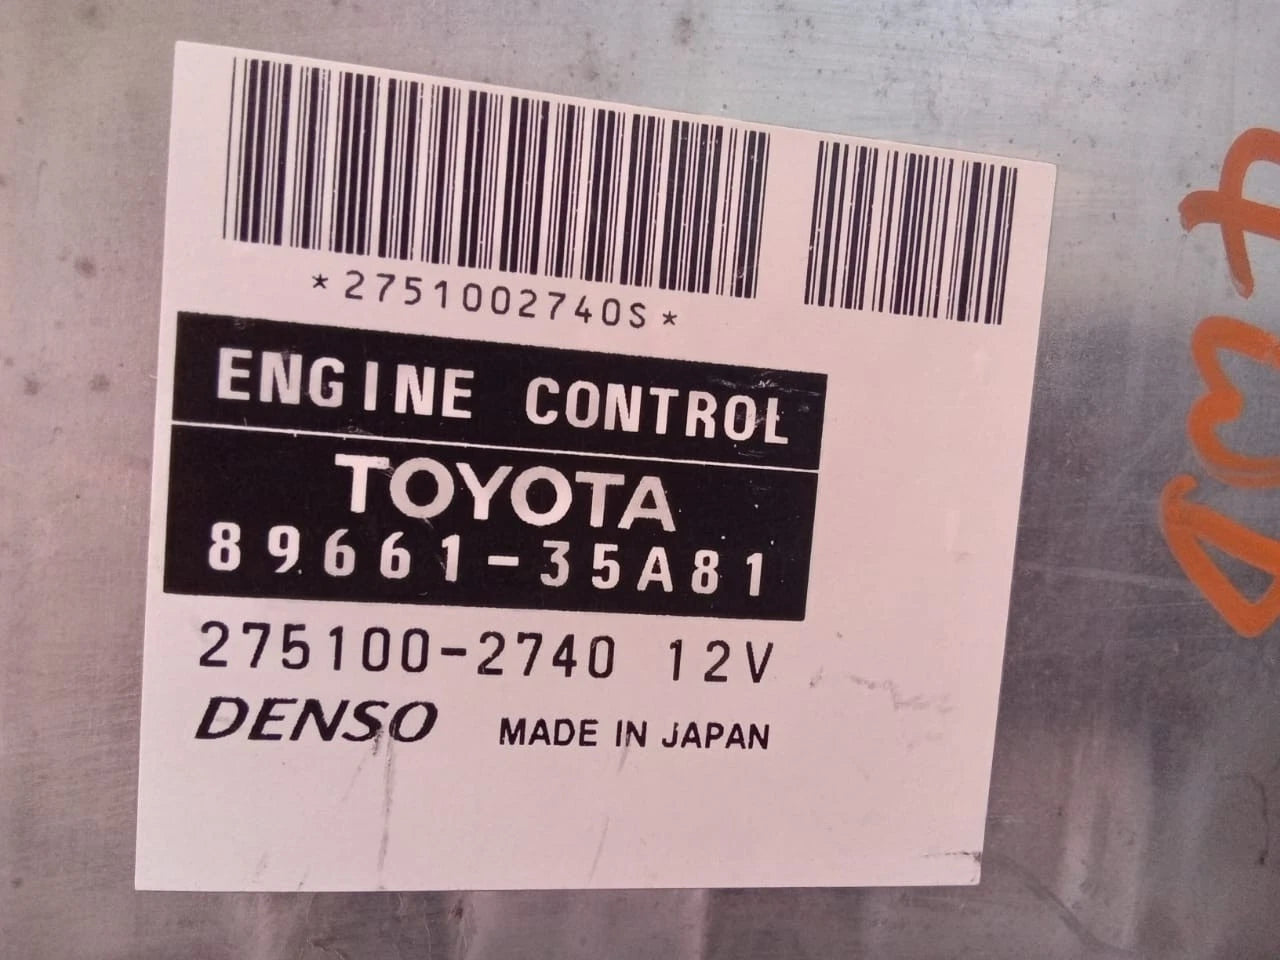 *2751002740S*
ENGINE CONTROL
TOYOTA
89661-35A81
275100-2740 12V
DENSO MADE IN JAPAN